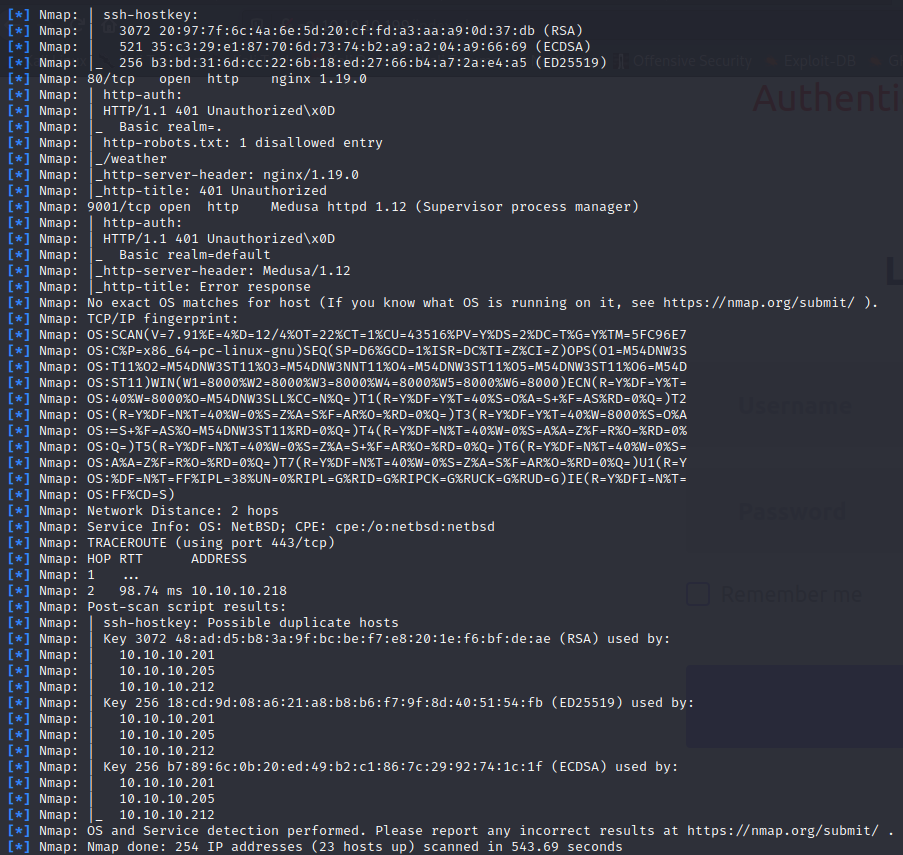 [*] Nmap: | ssh-hostkey:
[*] Nmap: |   3072 20:97:7f:6c:4a:6e:5d:20:cf:fd:a3:aa:a9:0d:37:db (RSA)
[*] Nmap: |   521 35:c3:29:e1:87:70:6d:73:74:b2:a9:a2:04:a9:66:69 (ECDSA)
[*] Nmap: |_  256 b3:bd:31:6d:cc:22:6b:18:ed:27:66:b4:a7:2a:e4:a5 (ED25519)
Offensive Security Exploit-DB
[*] Nmap: 80/tcp   open  http    nginx 1.19.0
[*] Nmap: | http-auth:
Authenti
[*] Nmap: | HTTP/1.1 401 Unauthorized\x0D
[*] Nmap: |_  Basic realm=.
[*] Nmap: | http-robots.txt: 1 disallowed entry
[*] Nmap: |_/weather
[*] Nmap: |_http-server-header: nginx/1.19.0
[*] Nmap: |_http-title: 401 Unauthorized
[*] Nmap: 9001/tcp open  http    Medusa httpd 1.12 (Supervisor process manager)
[*] Nmap: | http-auth:
[*] Nmap: | HTTP/1.1 401 Unauthorized\x0D
[*] Nmap: |_  Basic realm=default
[*] Nmap: |_http-server-header: Medusa/1.12
[*] Nmap: |_http-title: Error response
[*] Nmap: No exact OS matches for host (If you know what OS is running on it, see https://nmap.org/submit/ ).
[*] Nmap: TCP/IP fingerprint:
[*] Nmap: OS:SCAN(V=7.91%E=4%D=12/4%OT=22%CT=1%CU=43516%PV=Y%DS=2%DC=T%G=Y%TM=5FC96E7
[*] Nmap: OS:C%P=x86_64-pc-linux-gnu)SEQ(SP=D6%GCD=1%ISR=DC%TI=Z%CI=Z)OPS(O1=M54DNW3S
[*] Nmap: OS:T11%O2=M54DNW3ST11%O3=M54DNW3NNT11%O4=M54DNW3ST11%O5=M54DNW3ST11%O6=M54D
[*] Nmap: OS:ST11)WIN(W1=8000%W2=8000%W3=8000%W4=8000%W5=8000%W6=8000)ECN(R=Y%DF=Y%T=
[*] Nmap: OS:40%W=8000%O=M54DNW3SLL%CC=N%Q=)T1(R=Y%DF=Y%T=40%S=O%A=S+%F=AS%RD=0%Q=)T2
[*] Nmap: OS:(R=Y%DF=N%T=40%W=0%S=Z%A=S%F=AR%O=%RD=0%Q=)T3(R=Y%DF=Y%T=40%W=8000%S=O%A
[*] Nmap: OS:=S+%F=AS%O=M54DNW3ST11%RD=0%Q=)T4(R=Y%DF=N%T=40%W=0%S=A%A=Z%F=R%O=%RD=0%
[*] Nmap: OS:Q=)T5(R=Y%DF=N%T=40%W=0%S=Z%A=S+%F=AR%O=%RD=0%Q=)T6(R=Y%DF=N%T=40%W=0%S=
Username
[*] Nmap: OS:A%A=Z%F=R%O=%RD=0%Q=)T7(R=Y%DF=N%T=40%W=0%S=Z%A=S%F=AR%O=%RD=0%Q=)U1(R=Y
[*] Nmap: OS:%DF=N%T=FF%IPL=38%UN=0%RIPL=G%RID=G%RIPCK=G%RUCK=G%RUD=G)IE(R=Y%DFI=N%T=
[*] Nmap: OS:FF%CD=S)
[*] Nmap: Network Distance: 2 hops
Password
[*] Nmap: Service Info: OS: NetBSD; CPE: cpe:/o:netbsd:netbsd
[*] Nmap: TRACEROUTE (using port 443/tcp)
[*] Nmap: HOP RTT      ADDRESS
[*] Nmap: 1   ...
[*] Nmap: 2   98.74 ms 10.10.10.218
Remember me
[*] Nmap: Post-scan script results:
[*] Nmap: | ssh-hostkey: Possible duplicate hosts
[*] Nmap: | Key 3072 48:ad:d5:b8:3a:9f:bc:be:f7:e8:20:1e:f6:bf:de:ae (RSA) used by:
[*] Nmap: |   10.10.10.201
[*] Nmap: |   10.10.10.205
[*] Nmap: |   10.10.10.212
[*] Nmap: | Key 256 18:cd:9d:08:a6:21:a8:b8:b6:f7:9f:8d:40:51:54:fb (ED25519) used by:
[*] Nmap: |   10.10.10.201
[*] Nmap: |   10.10.10.205
[*] Nmap: |   10.10.10.212
[*] Nmap: | Key 256 b7:89:6c:0b:20:ed:49:b2:c1:86:7c:29:92:74:1c:1f (ECDSA) used by:
[*] Nmap: |   10.10.10.201
[*] Nmap: |   10.10.10.205
[*] Nmap: |_  10.10.10.212
[*] Nmap: OS and Service detection performed. Please report any incorrect results at https://nmap.org/submit/ .
[*] Nmap: Nmap done: 254 IP addresses (23 hosts up) scanned in 543.69 seconds